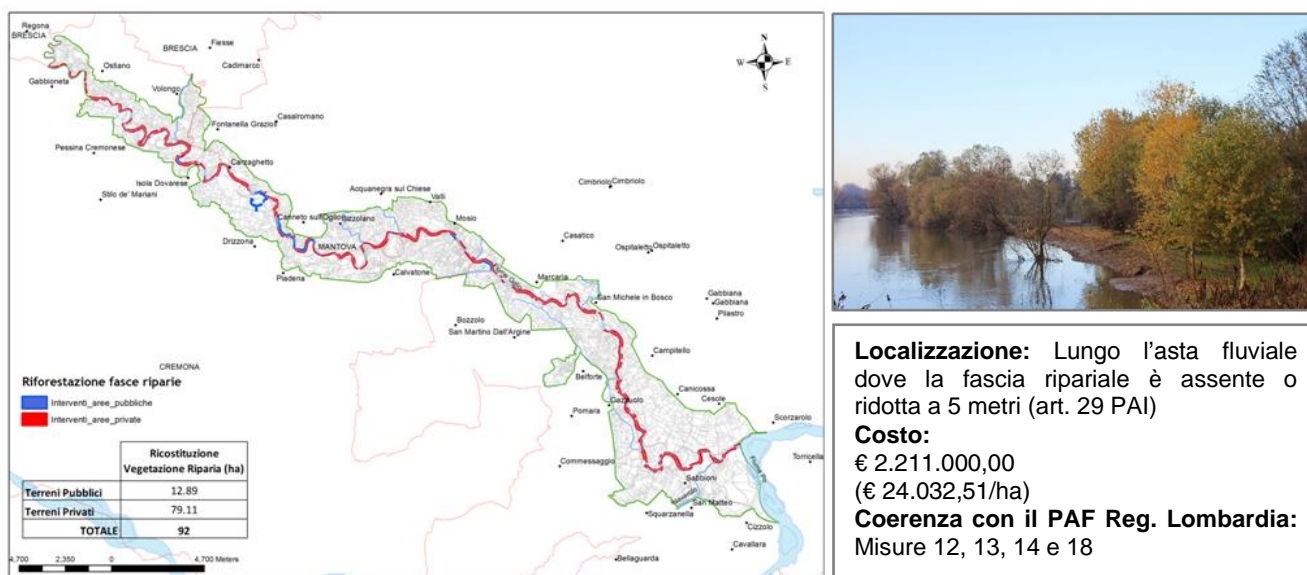 Regona
BRESCIA
Fiesse
BRESCIA
Cadimarco
Ostiano
Gabbioneta
Volongo
Fontanella Grazioli
Casalromano
Pessina Cremonese
Carzaghetto
Isola Dovarese
Stilo de' Mariani
Acquanegra sul Chiese
Valli
Cimbriolo Cimbriolo
Canneto sull'Oglio
Bizzolano
Mosio
Casatico
Drizzona
MANTOVA
Ospitaletto Ospitaletto
Piadena
Calvatone
Marcaria
San Michele in Bosco
Gabbiana
Gabbiana
Pilastro
Bozzolo
San Martino Dall'Argine
CREMONA
Campitello
Belforte
Canicossa
Cesole
Gazzuolo
Pomara
Scorzarolo
Commessaggio
Torricella
Fiume Po
Sabbioni
San Matteo
Squarzanella
Cizzolo
Cavallara
Bellaguarda
N
W E
S
Riforestazione fasce riparie
Interventi_aree_pubbliche
Interventi_aree_private
Ricostituzione
Vegetazione Riparia (ha)
Terreni Pubblici 12.89
Terreni Privati 79.11
TOTALE 92
4,700 2,350 0 4,700 Meters
Localizzazione: Lungo l'asta fluviale
dove la fascia ripariale è assente o
ridotta a 5 metri (art. 29 PAI)
Costo:
€ 2.211.000,00
(€ 24.032,51/ha)
Coerenza con il PAF Reg. Lombardia:
Misure 12, 13, 14 e 18